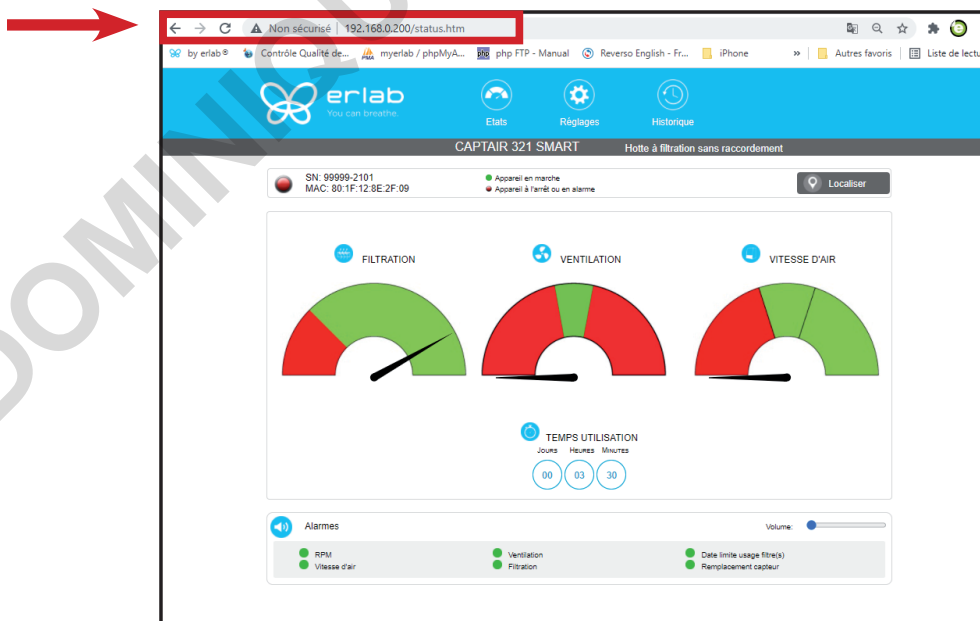 Non sécurisé | 192.168.0.200/status.htm
by erlab® Contrôle Qualité de... myerlab / phpMyA... php FTP - Manual Reverso English - Fr... iPhone » Autres favoris Liste de lectu
erlab
You can breathe.
Etats Réglages Historique
CAPTAIR 321 SMART Hotte à filtration sans raccordement
SN: 99999-2101
MAC: 80:1F:12:8E:2F:09
Appareil en marche
Appareil à l'arrêt ou en alarme
Localiser
FILTRATION VENTILATION VITESSE D'AIR
TEMPS UTILISATION
Jours Heures Minutes
00 03 30
Alarmes Volume:
RPM Ventilation Date limite usage filtre(s)
Vitesse d'air Filtration Remplacement capteur
DOMINIQU